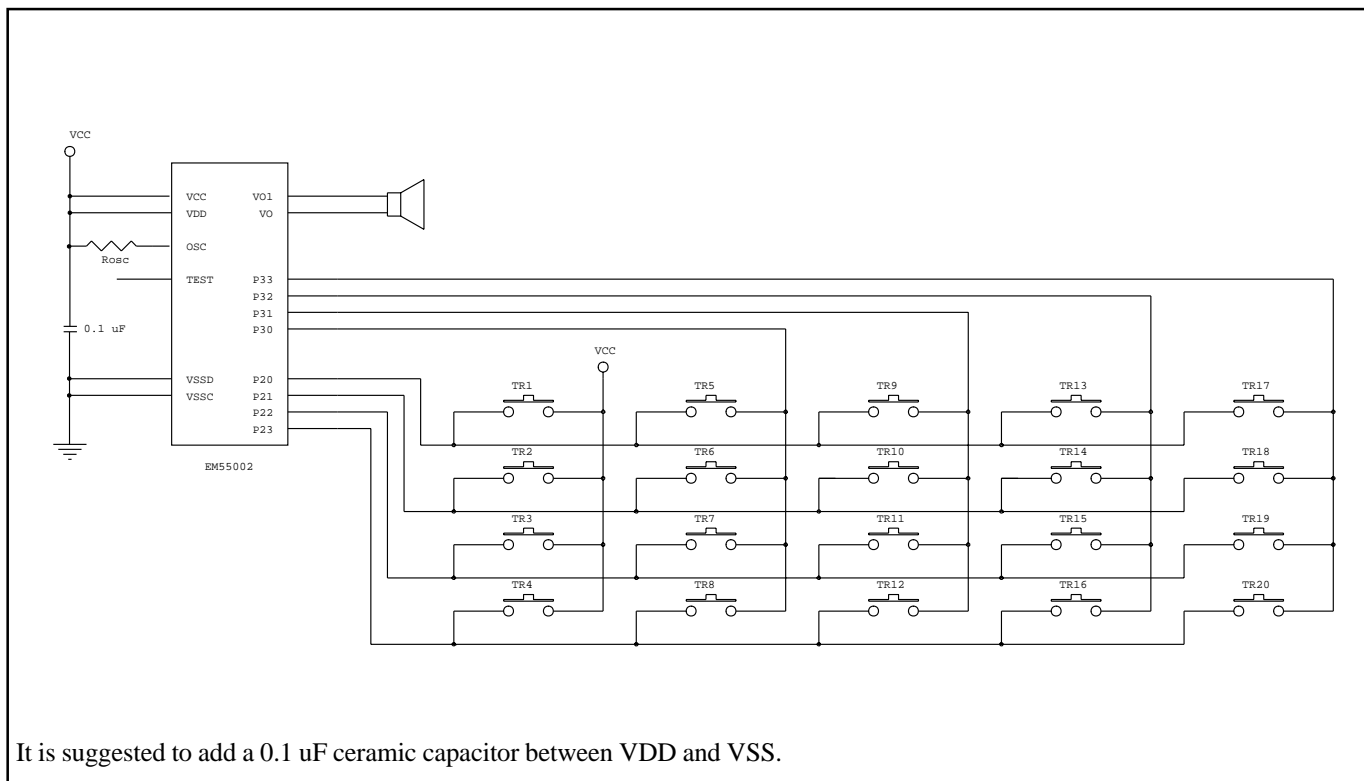 VCC
VCC VO1
VDD VO
OSC
Rosc
TEST P33
P32
P31
0.1 uF P30
VCC
VSSD P20
VSSC P21
P22
P23
EM55002
TR1 TR5 TR9 TR13 TR17
TR2 TR6 TR10 TR14 TR18
TR3 TR7 TR11 TR15 TR19
TR4 TR8 TR12 TR16 TR20
It is suggested to add a 0.1 uF ceramic capacitor between VDD and VSS.